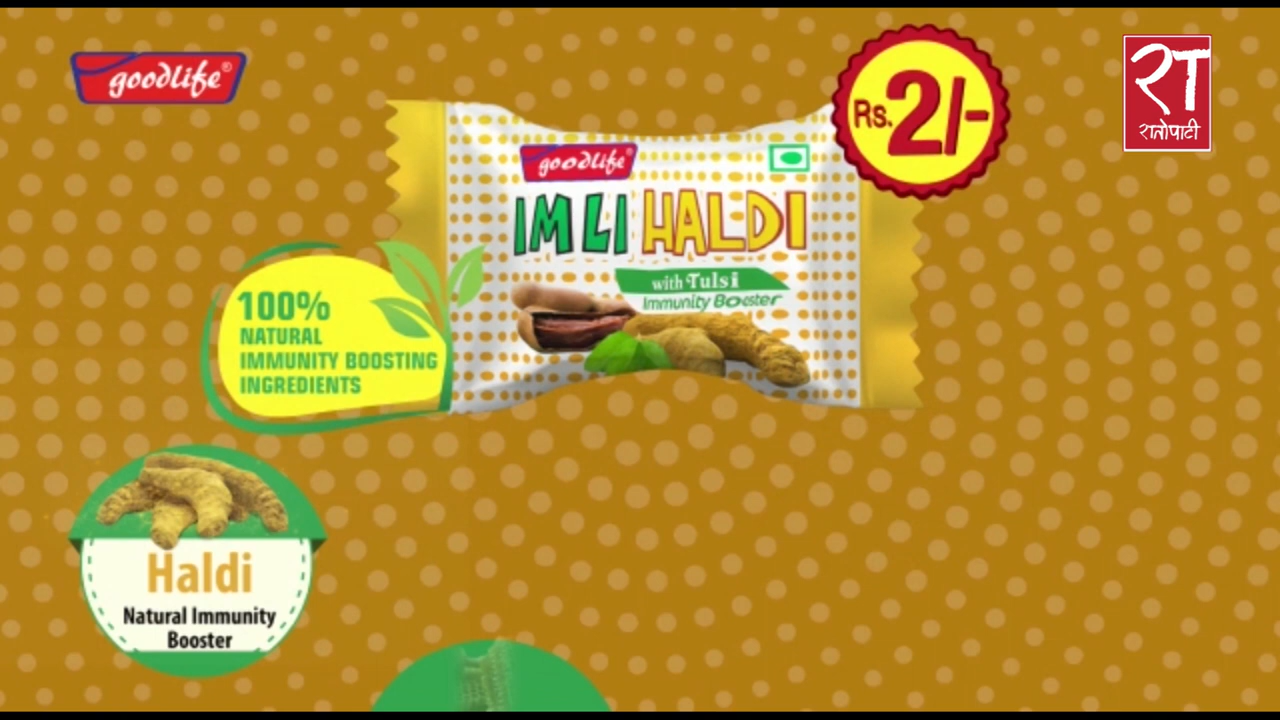 goodlife®
Rs. 2/-
रा
रातोपाटी
goodlife®
IMLI HALDI
with Tulsi
Immunity Booster
100%
NATURAL
IMMUNITY BOOSTING
INGREDIENTS
Haldi
Natural Immunity
Booster